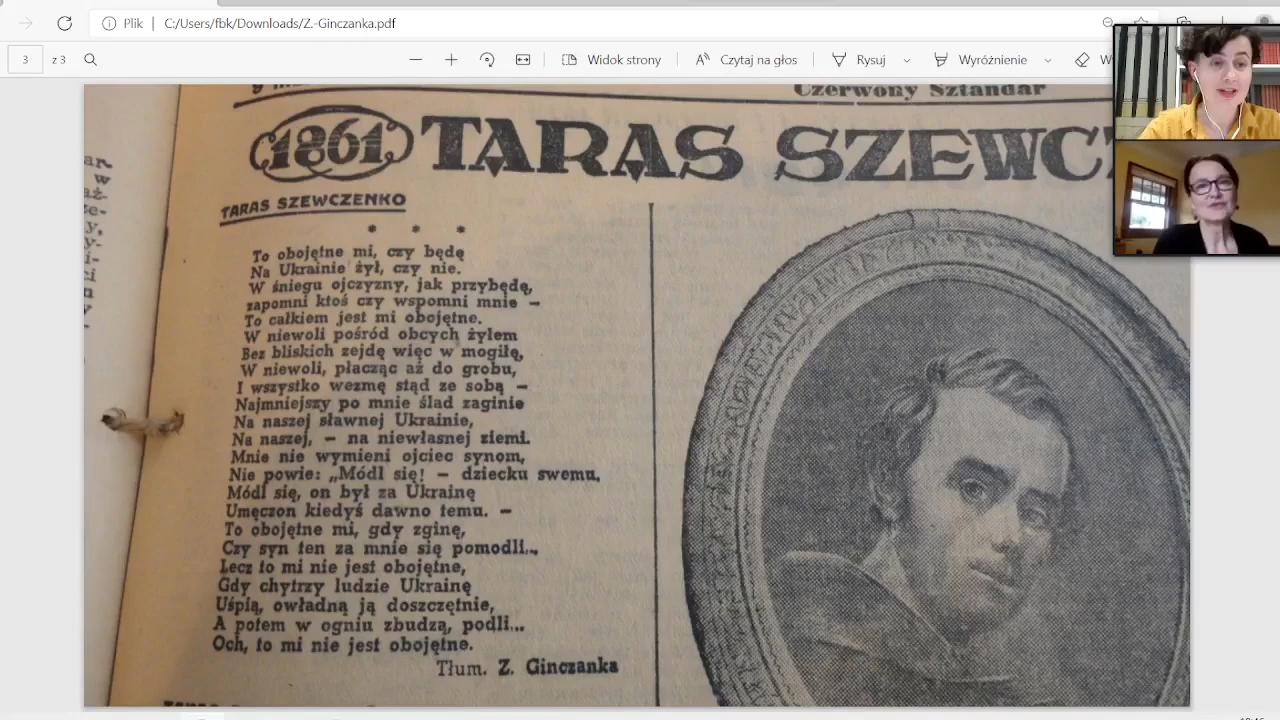 Plik C:/Users/fbk/Downloads/Z.-Ginczanka.pdf
3 z 3 Widok strony Czytaj na głos Rysuj Wyróżnienie
Czerwony Sztandar
1861 TARAS SZEWC
TARAS SZEWCZENKO
* * *
To obojętne mi, czy będę
Na Ukrainie żył, czy nie.
W śniegu ojczyzny, jak przybędę,
zapomni ktoś czy wspomni mnie —
To całkiem jest mi obojętne.
W niewoli pośród obcych żyłem
Bez bliskich zejdę więc w mogiłę,
W niewoli, płacząc aż do grobu,
I wszystko wezmę stąd ze sobą —
Najmniejszy po mnie ślad zaginie
Na naszej sławnej Ukrainie,
Na naszej, — na niewłasnej ziemi.
Mnie nie wymieni ojciec synom,
Nie powie: „Módl się! — dziecku swemu,
Módl się, on był za Ukrainę
Umęczon kiedyś dawno temu. —
To obojętne mi, gdy zginę,
Czy syn ten za mnie się pomodli...
Lecz to mi nie jest obojętne,
Gdy chytrzy ludzie Ukrainę
Uśpią, owładną ją doszczętnie,
A potem w ogniu zbudzą, podli...
Och, to mi nie jest obojętne.
Tłum. Z. Ginczanka